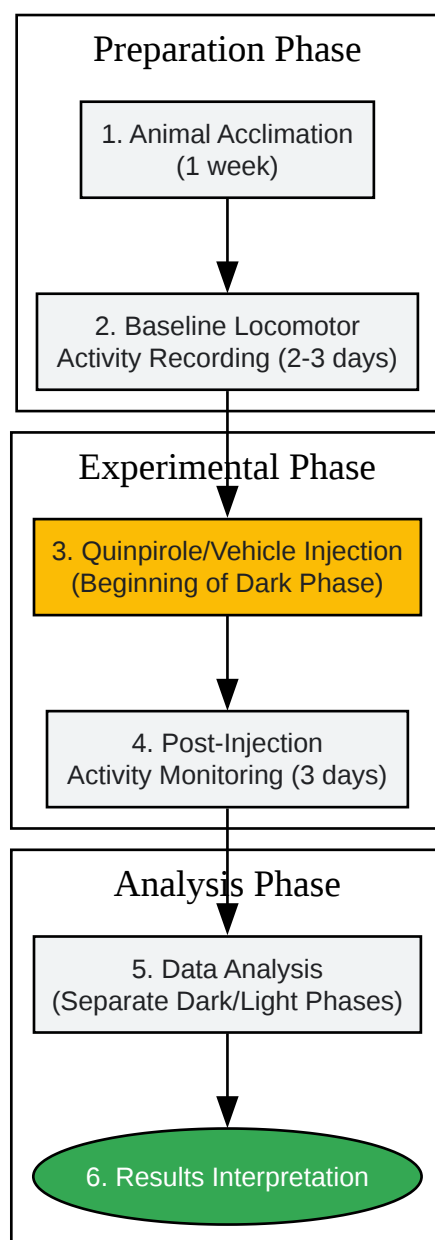 Preparation Phase
1. Animal Acclimation
(1 week)
2. Baseline Locomotor
Activity Recording (2-3 days)
Experimental Phase
3. Quinpirole/Vehicle Injection
(Beginning of Dark Phase)
4. Post-Injection
Activity Monitoring (3 days)
Analysis Phase
5. Data Analysis
(Separate Dark/Light Phases)
6. Results Interpretation